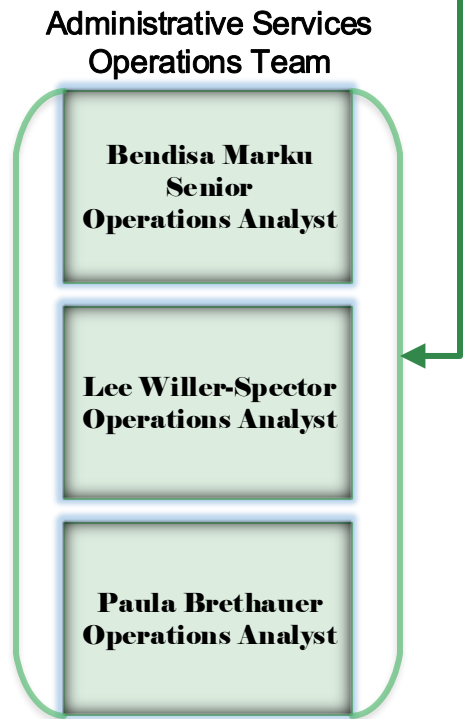 Administrative Services
Operations Team
Bendisa Marku
Senior
Operations Analyst
Lee Willer-Spector
Operations Analyst
Paula Brethauer
Operations Analyst